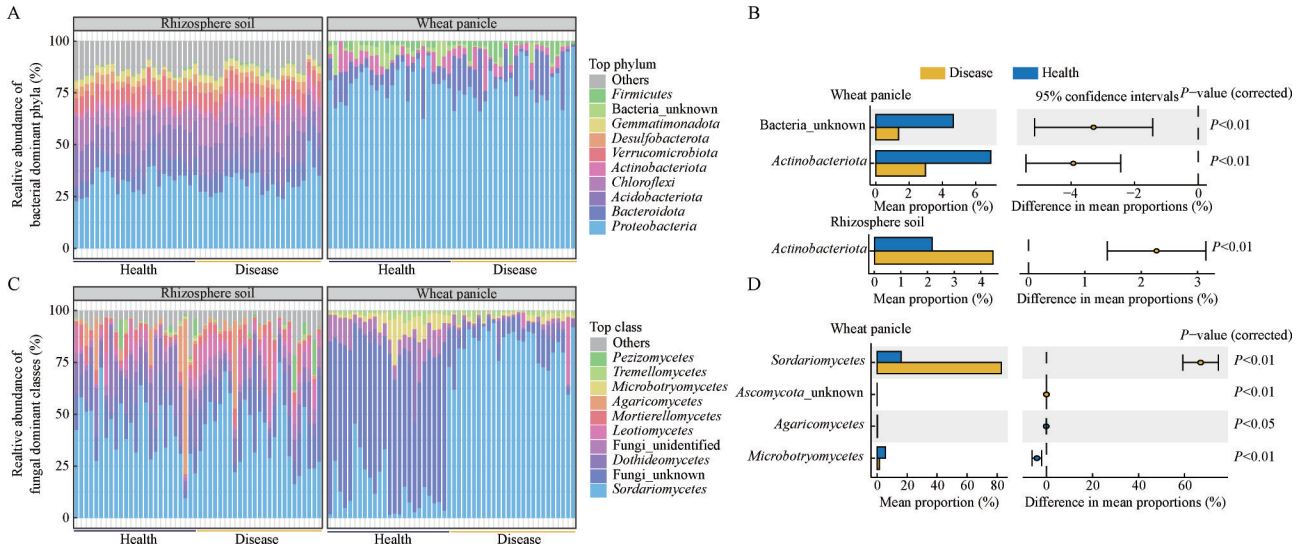 A
Rhizosphere soil
Wheat panicle
Realtive abundance of
bacterial dominant phyla (%)
100
75
50
25
0
Health
Disease
Health
Disease
Top phylum
Others
Firmicutes
Bacteria_unknown
Gemmatimonadota
Desulfobacterota
Verrucomicrobiota
Actinobacteriota
Chloroflexi
Acidobacteriota
Bacteroidota
Proteobacteria
B
Disease
Health
Wheat panicle
95% confidence intervals
P−value (corrected)
Bacteria_unknown
P<0.01
Actinobacteriota
P<0.01
0 2 4 6
−4 −2 0
Mean proportion (%)
Difference in mean proportions (%)
Rhizosphere soil
Actinobacteriota
P<0.01
0 1 2 3 4
0 1 2 3
Mean proportion (%)
Difference in mean proportions (%)
C
Rhizosphere soil
Wheat panicle
Realtive abundance of
fungal dominant classes (%)
100
75
50
25
0
Health
Disease
Health
Disease
Top class
Others
Pezizomycetes
Tremellomycetes
Microbotryomycetes
Agaricomycetes
Mortierellomycetes
Leotiomycetes
Fungi_unidentified
Dothideomycetes
Fungi_unknown
Sordariomycetes
D
Wheat panicle
P−value (corrected)
Sordariomycetes
P<0.01
Ascomycota_unknown
P<0.01
Agaricomycetes
P<0.05
Microbotryomycetes
P<0.01
0 20 40 60 80
0 20 40 60
Mean proportion (%)
Difference in mean proportions (%)